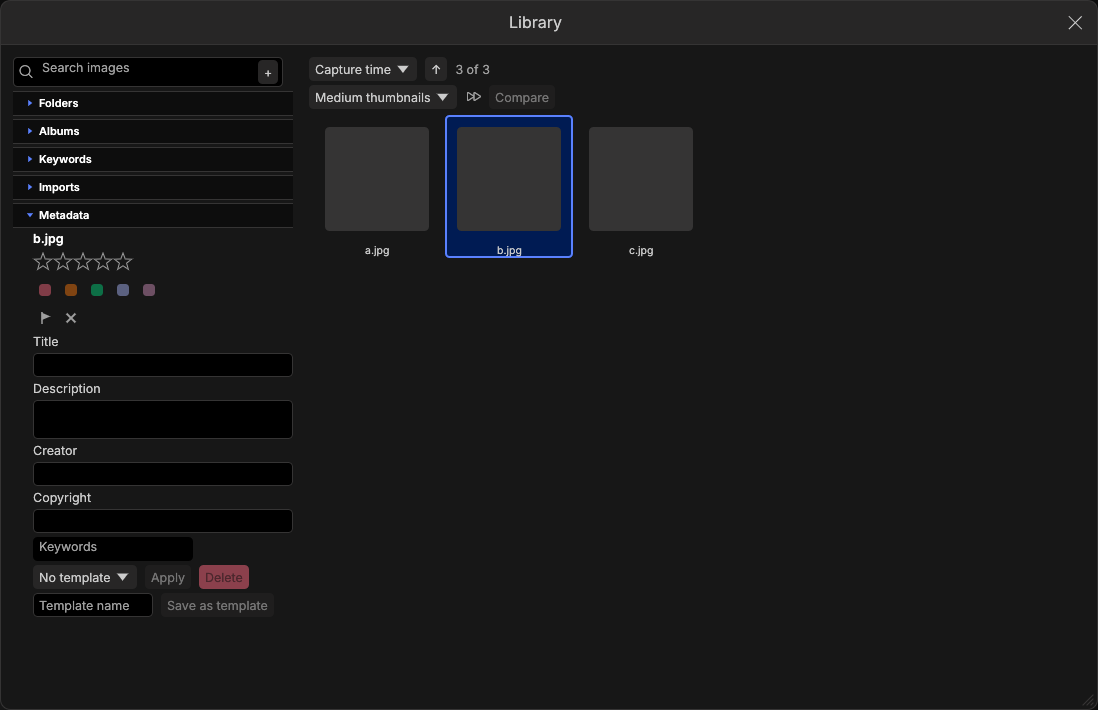 Library
Search images
+
Capture time
3 of 3
Medium thumbnails
Compare
Folders
Albums
Keywords
Imports
Metadata
b.jpg
Title
Description
Creator
Copyright
Keywords
No template
Apply
Delete
Template name
Save as template
a.jpg
b.jpg
c.jpg